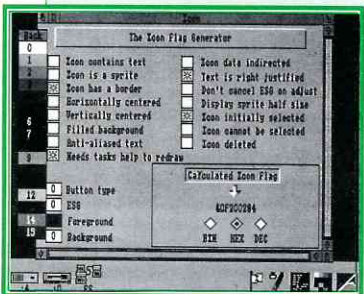 Zcon
Back
The Icon Flag Generator
0
1
Icon contains text
Icon data indirected
2
Icon is a sprite
Text is right justified
3
Icon has a border
Don't cancel ESG on adjust
Horizontally centered
Display sprite half size
6
Vertically centered
Icon initially selected
7
Filled background
Icon cannot be selected
Anti-aliased text
Icon deleted
9
Needs tasks help to redraw
Calculated Icon Flag
12
0
Button type
0
ESG
&0F200284
14
Foreground
15
0
Background
BIN
HEX
DEC